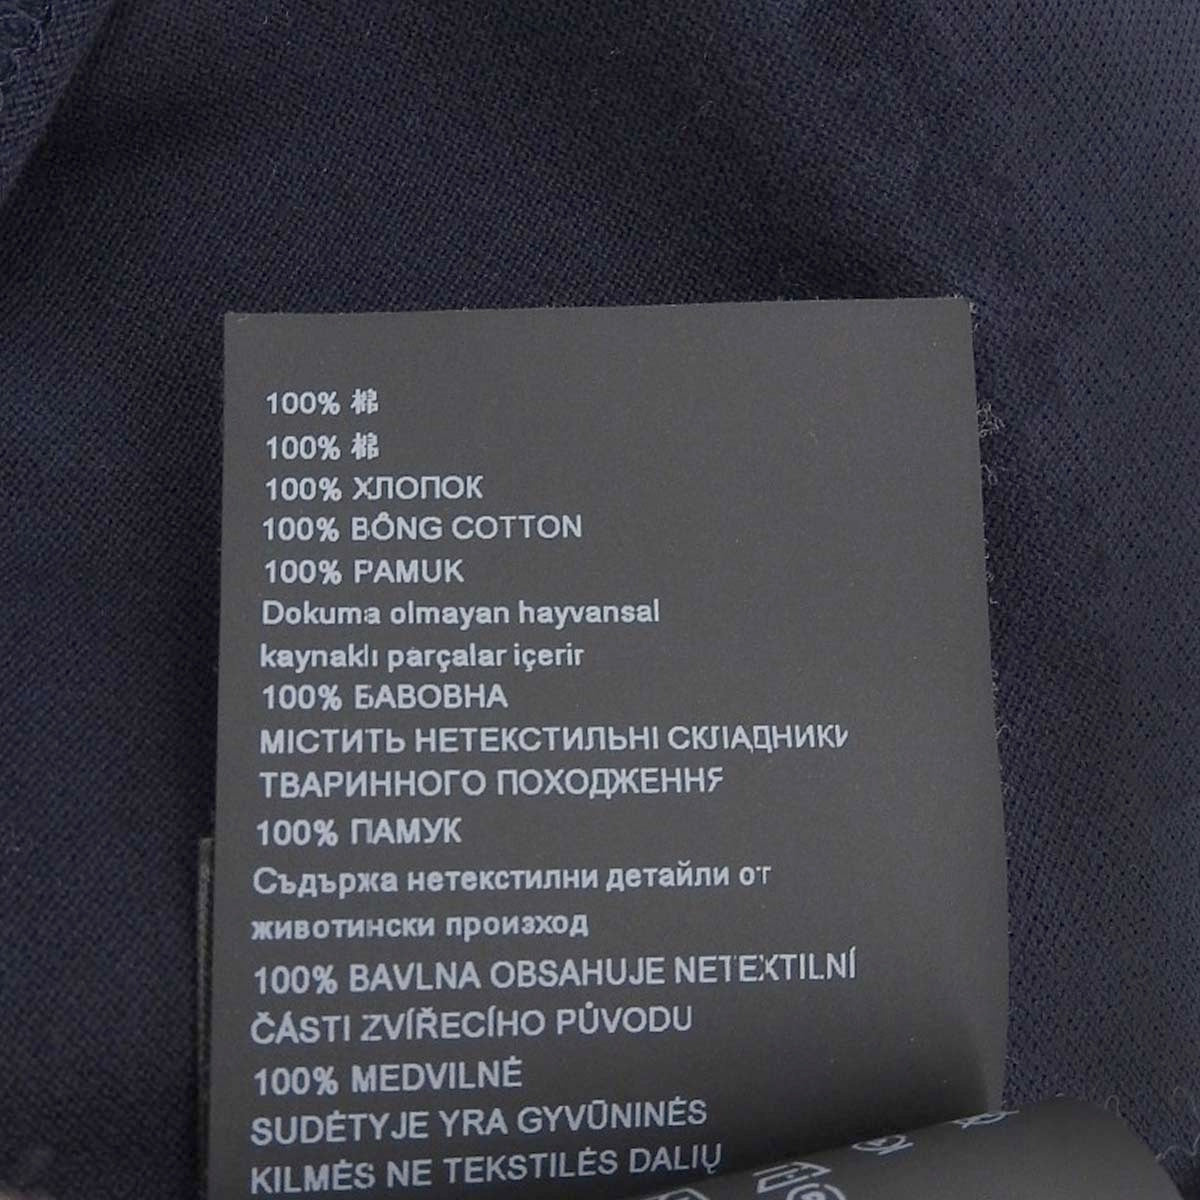 100% 棉
100% 棉
100% ХЛОПОК
100% BÔNG COTTON
100% PAMUK
Dokuma olmayan hayvansal
kaynaklı parçalar içerir
100% БАВОВНА
МІСТИТЬ НЕТЕКСТИЛЬНІ СКЛАДНИКИ
ТВАРИННОГО ПОХОДЖЕННЯ
100% ПАМУК
Съдържа нетекстилни детайли от
животински произход
100% BAVLNA OBSAHUJE NETEXTILNÍ
ČÁSTI ZVÍŘECÍHO PŮVODU
100% MEDVILNĖ
SUDĖTYJE YRA GYVŪNINĖS
KILMĖS NE TEKSTILĖS DALIŲ